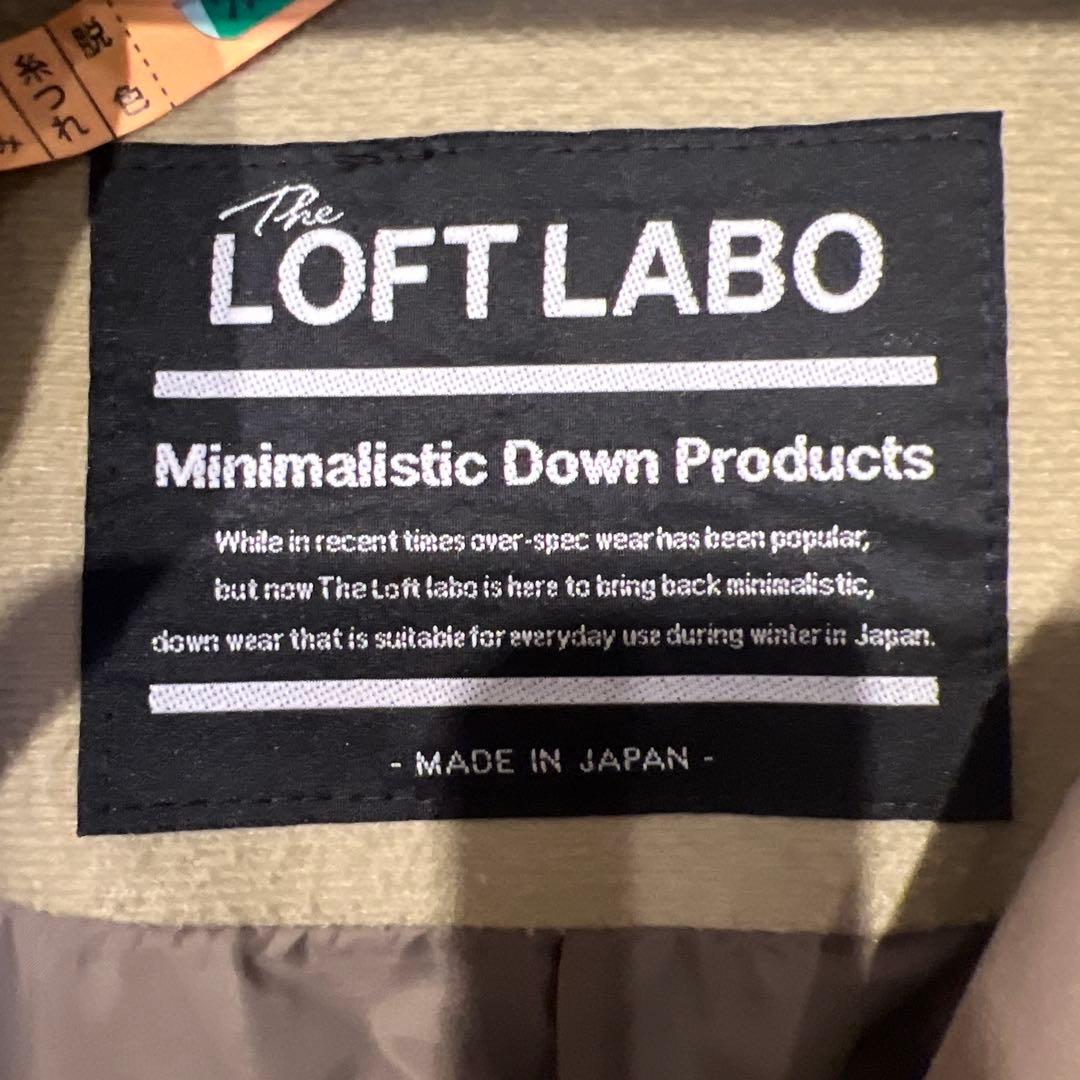 脱色
糸つれ
み
The
LOFT LABO
Minimalistic Down Products
While in recent times over-spec wear has been popular,
but now The Loft labo is here to bring back minimalistic,
down wear that is suitable for everyday use during winter in Japan.
- MADE IN JAPAN -